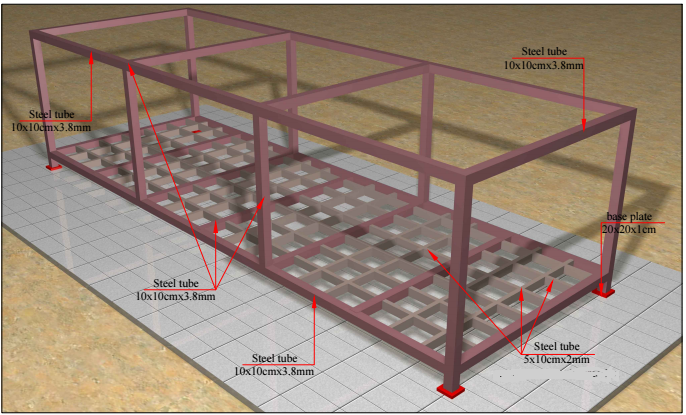 Steel tube
10x10cmx3.8mm
Steel tube
10x10cmx3.8mm
base plate
20x20x1cm
Steel tube
10x10cmx3.8mm
Steel tube
5x10cmx2mm
Steel tube
10x10cmx3.8mm